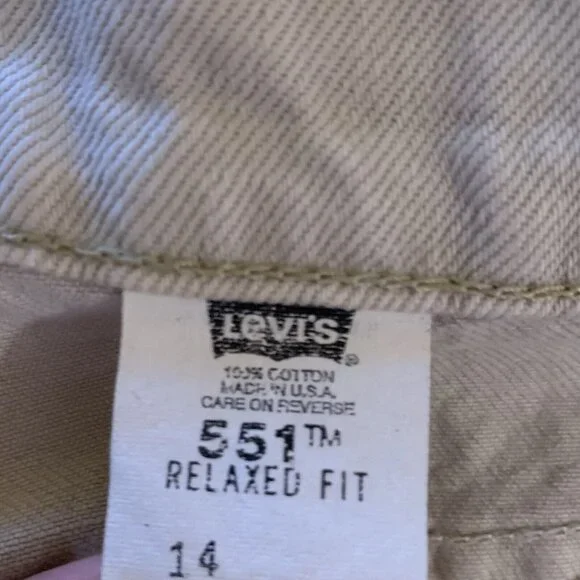 LEVI'S
®
100% COTTON
MADE IN U.S.A.
CARE ON REVERSE
551™
RELAXED FIT
14